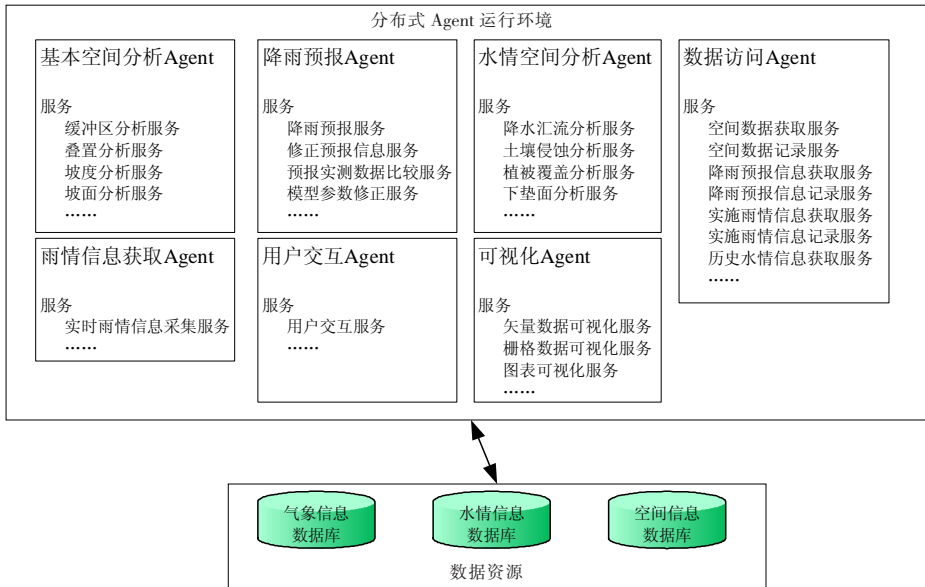 分布式 Agent 运行环境
基本空间分析Agent
服务
缓冲区分析服务
叠置分析服务
坡度分析服务
坡面分析服务
……
降雨预报Agent
服务
降雨预报服务
修正预报信息服务
预报实测数据比较服务
模型参数修正服务
……
水情空间分析Agent
服务
降水汇流分析服务
土壤侵蚀分析服务
植被覆盖分析服务
下垫面分析服务
……
数据访问Agent
服务
空间数据获取服务
空间数据记录服务
降雨预报信息获取服务
降雨预报信息记录服务
实施雨情信息获取服务
实施雨情信息记录服务
历史水情信息获取服务
……
雨情信息获取Agent
服务
实时雨情信息采集服务
……
用户交互Agent
服务
用户交互服务
……
可视化Agent
服务
矢量数据可视化服务
栅格数据可视化服务
图表可视化服务
……
气象信息
数据库
水情信息
数据库
空间信息
数据库
数据资源